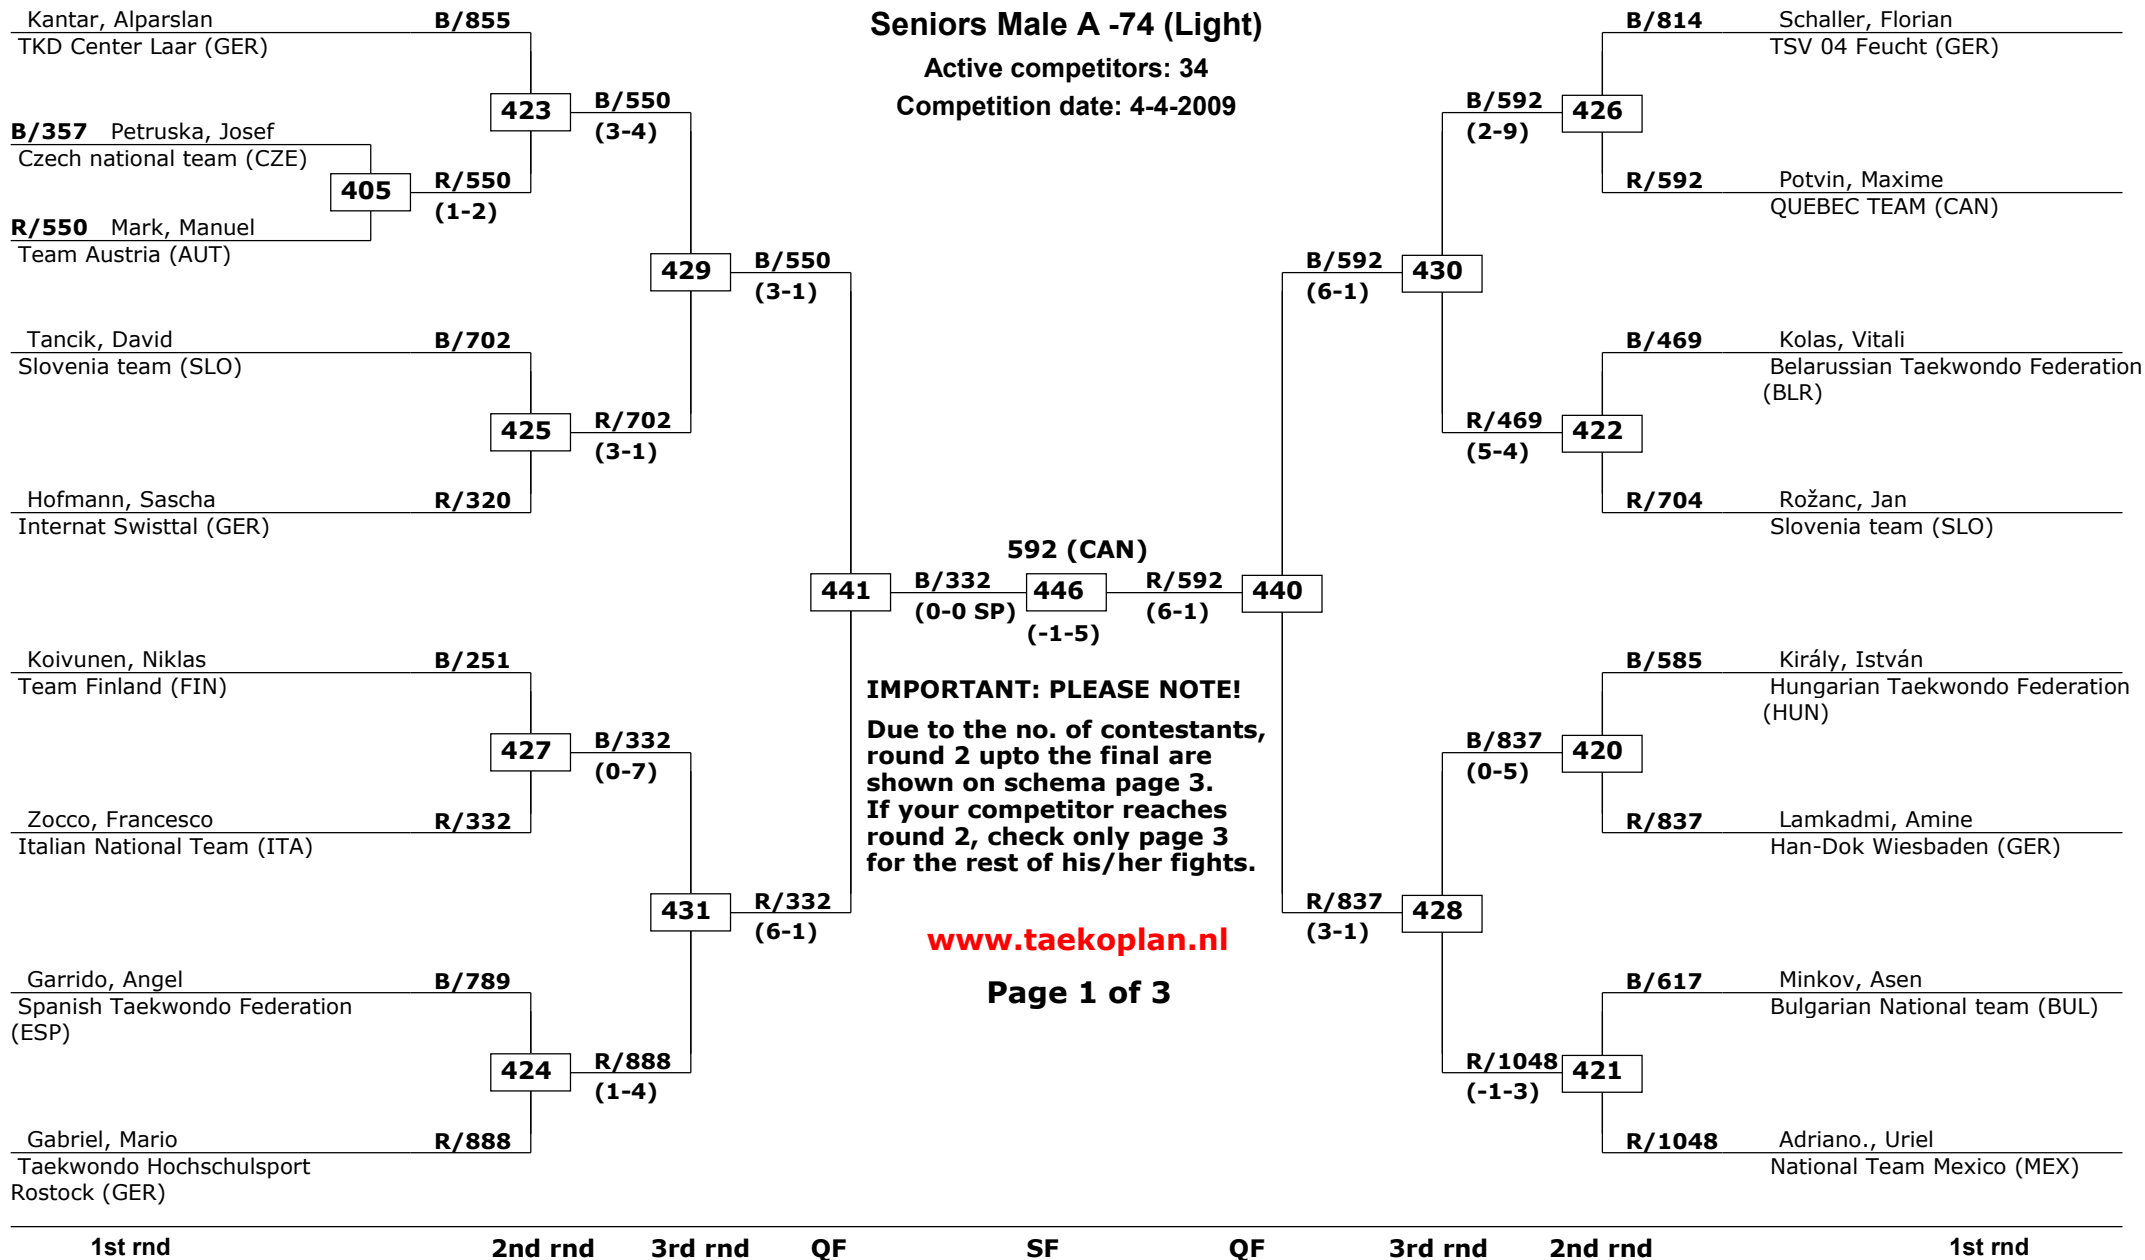 Seniors Male A -74 (Light)
Active competitors: 34
Competition date: 4-4-2009
Kantar, Alparslan B/855
TKD Center Laar (GER)
423
B/550
(3-4)
B/357 Petruska, Josef
Czech national team (CZE)
405
R/550
(1-2)
R/550 Mark, Manuel
Team Austria (AUT)
429
B/550
(3-1)
Tancik, David B/702
Slovenia team (SLO)
425
R/702
(3-1)
Hofmann, Sascha R/320
Internat Swisttal (GER)
441
B/332
(0-0 SP)
Koivunen, Niklas B/251
Team Finland (FIN)
427
B/332
(0-7)
Zocco, Francesco R/332
Italian National Team (ITA)
431
R/332
(6-1)
Garrido, Angel B/789
Spanish Taekwondo Federation
(ESP)
424
R/888
(1-4)
Gabriel, Mario R/888
Taekwondo Hochschulsport
Rostock (GER)
592 (CAN)
446
(-1-5)
R/592
(6-1)
440
IMPORTANT: PLEASE NOTE!
Due to the no. of contestants,
round 2 upto the final are
shown on schema page 3.
If your competitor reaches
round 2, check only page 3
for the rest of his/her fights.
www.taekoplan.nl
Page 1 of 3
B/814 Schaller, Florian
TSV 04 Feucht (GER)
B/592
(2-9)
426
R/592 Potvin, Maxime
QUEBEC TEAM (CAN)
B/592
(6-1)
430
B/469 Kolas, Vitali
Belarussian Taekwondo Federation
(BLR)
R/469
(5-4)
422
R/704 Rožanc, Jan
Slovenia team (SLO)
B/585 Király, István
Hungarian Taekwondo Federation
(HUN)
B/837
(0-5)
420
R/837 Lamkadmi, Amine
Han-Dok Wiesbaden (GER)
R/837
(3-1)
428
B/617 Minkov, Asen
Bulgarian National team (BUL)
R/1048
(-1-3)
421
R/1048 Adriano., Uriel
National Team Mexico (MEX)
1st rnd 2nd rnd 3rd rnd QF SF QF 3rd rnd 2nd rnd 1st rnd